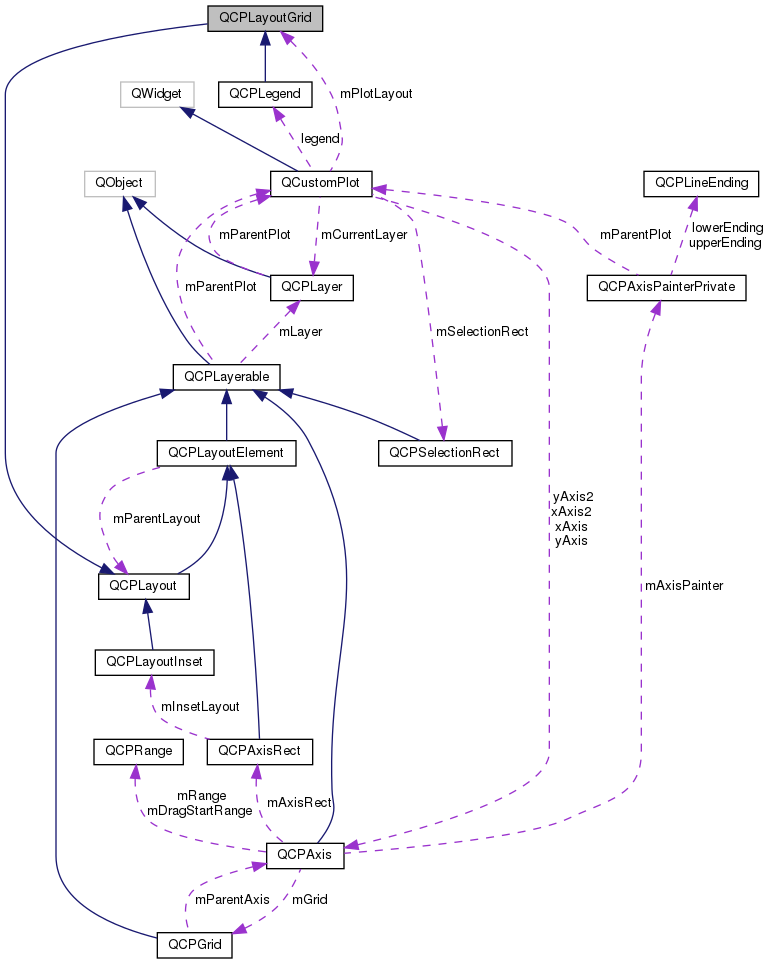 QCPLayoutGrid
QWidget
QCPLegend
mPlotLayout
legend
QObject
QCustomPlot
QCPLineEnding
mParentPlot
mCurrentLayer
mParentPlot
lowerEnding
upperEnding
mParentPlot
QCPLayer
QCPAxisPainterPrivate
mLayer
mSelectionRect
QCPLayerable
QCPLayoutElement
QCPSelectionRect
mParentLayout
yAxis2
xAxis2
xAxis
yAxis
QCPLayout
mAxisPainter
QCPLayoutInset
mInsetLayout
QCPRange
QCPAxisRect
mRange
mDragStartRange
mAxisRect
QCPAxis
mParentAxis
mGrid
QCPGrid